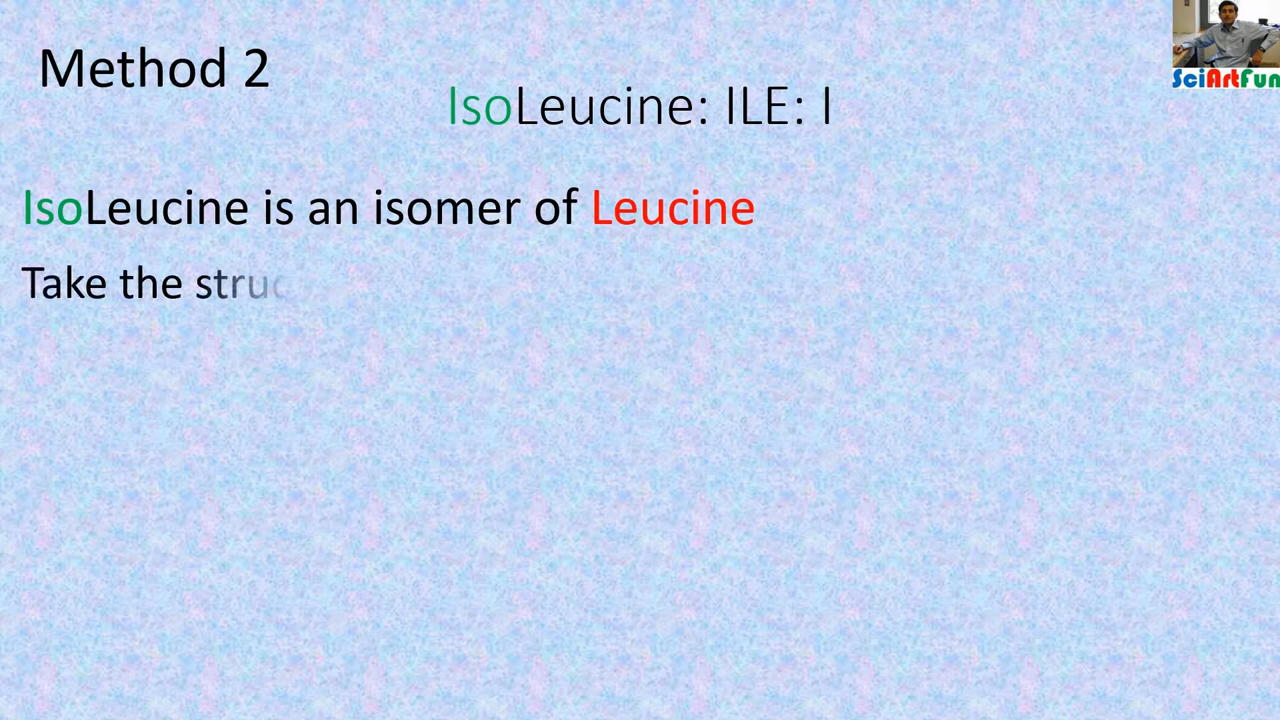 Method 2
SciArtFun
IsoLeucine: ILE: I
IsoLeucine is an isomer of Leucine
Take the struc